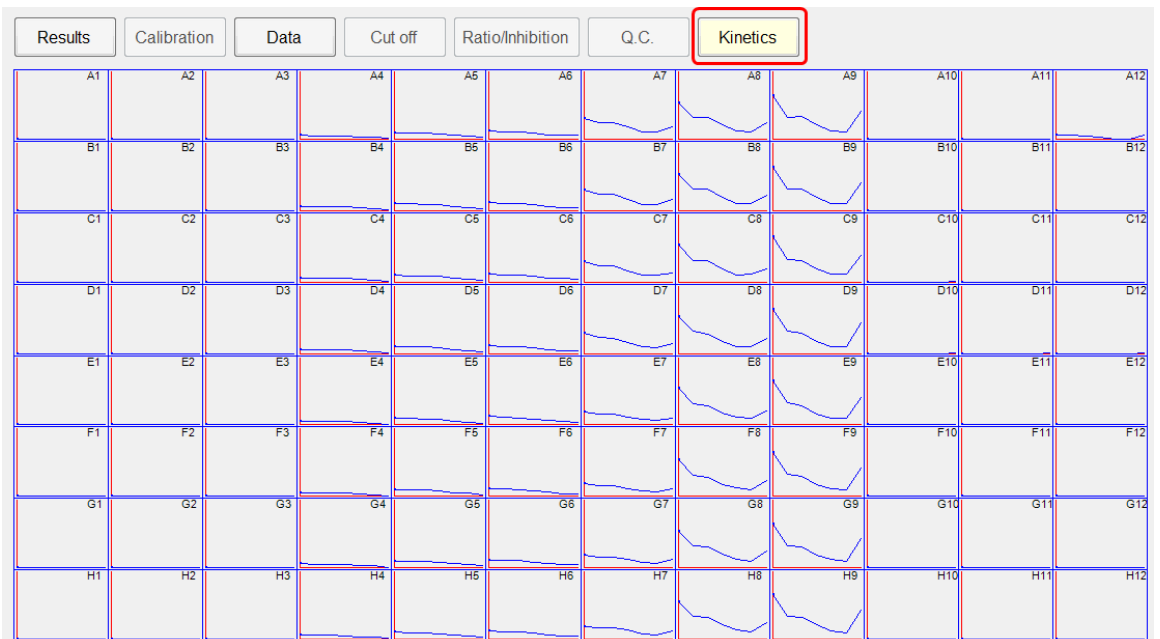 Results Calibration Data Cut off Ratio/Inhibition Q.C. Kinetics
A1 A2 A3 A4 A5 A6 A7 A8 A9 A10 A11 A12
B1 B2 B3 B4 B5 B6 B7 B8 B9 B10 B11 B12
C1 C2 C3 C4 C5 C6 C7 C8 C9 C10 C11 C12
D1 D2 D3 D4 D5 D6 D7 D8 D9 D10 D11 D12
E1 E2 E3 E4 E5 E6 E7 E8 E9 E10 E11 E12
F1 F2 F3 F4 F5 F6 F7 F8 F9 F10 F11 F12
G1 G2 G3 G4 G5 G6 G7 G8 G9 G10 G11 G12
H1 H2 H3 H4 H5 H6 H7 H8 H9 H10 H11 H12